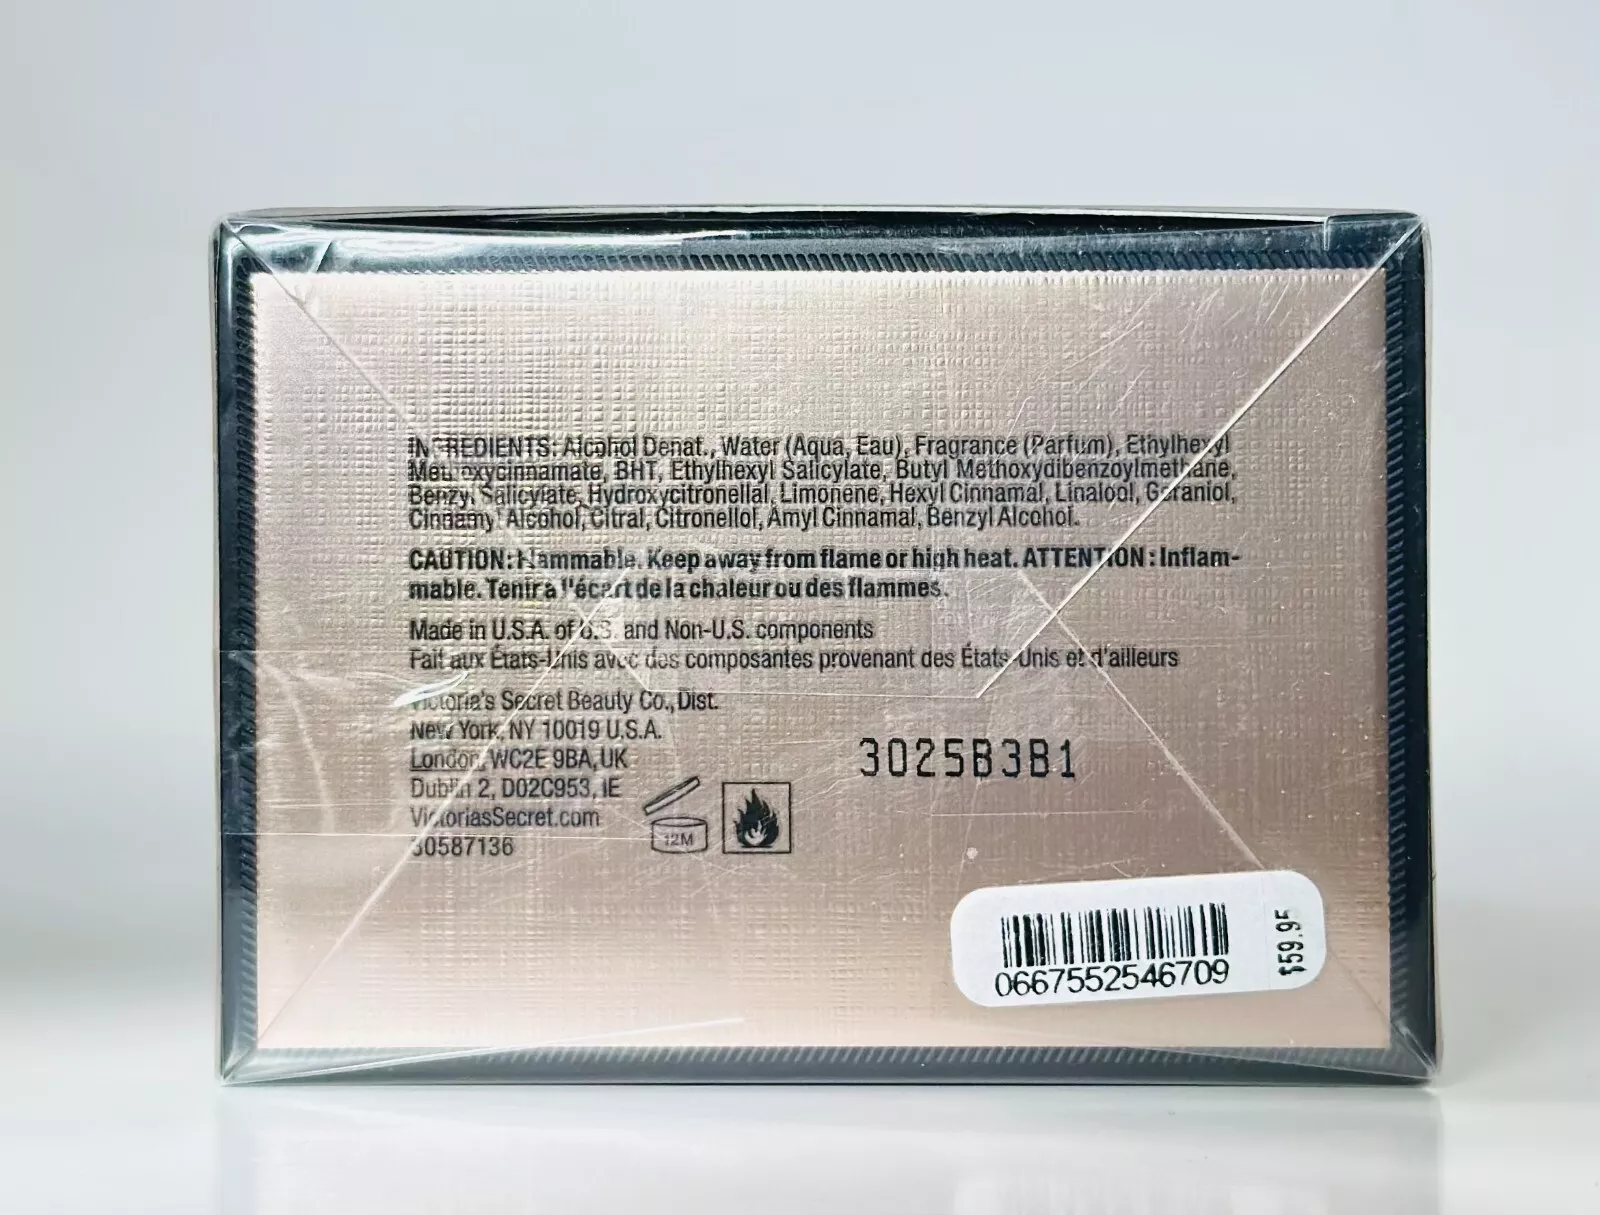 INGREDIENTS: Alcohol Denat., Water (Aqua, Eau), Fragrance (Parfum), Ethylhexyl
Methoxycinnamate, BHT, Ethylhexyl Salicylate, Butyl Methoxydibenzoylmethane,
Benzyl Salicylate, Hydroxycitronellal, Limonene, Hexyl Cinnamal, Linalool, Geraniol,
Cinnamyl Alcohol, Citral, Citronellol, Amyl Cinnamal, Benzyl Alcohol.
CAUTION: Flammable. Keep away from flame or high heat. ATTENTION : Inflam-
mable. Tenir à l'écart de la chaleur ou des flammes.
Made in U.S.A. of U.S. and Non-U.S. components
Fait aux États-Unis avec des composantes provenant des États-Unis et d'ailleurs
Victoria's Secret Beauty Co., Dist.
New York, NY 10019 U.S.A.
London, WC2E 9BA, UK
Dublin 2, D02C953, IE
VictoriasSecret.com
30587136
12M
3025B3B1
0667552546709
$59.95